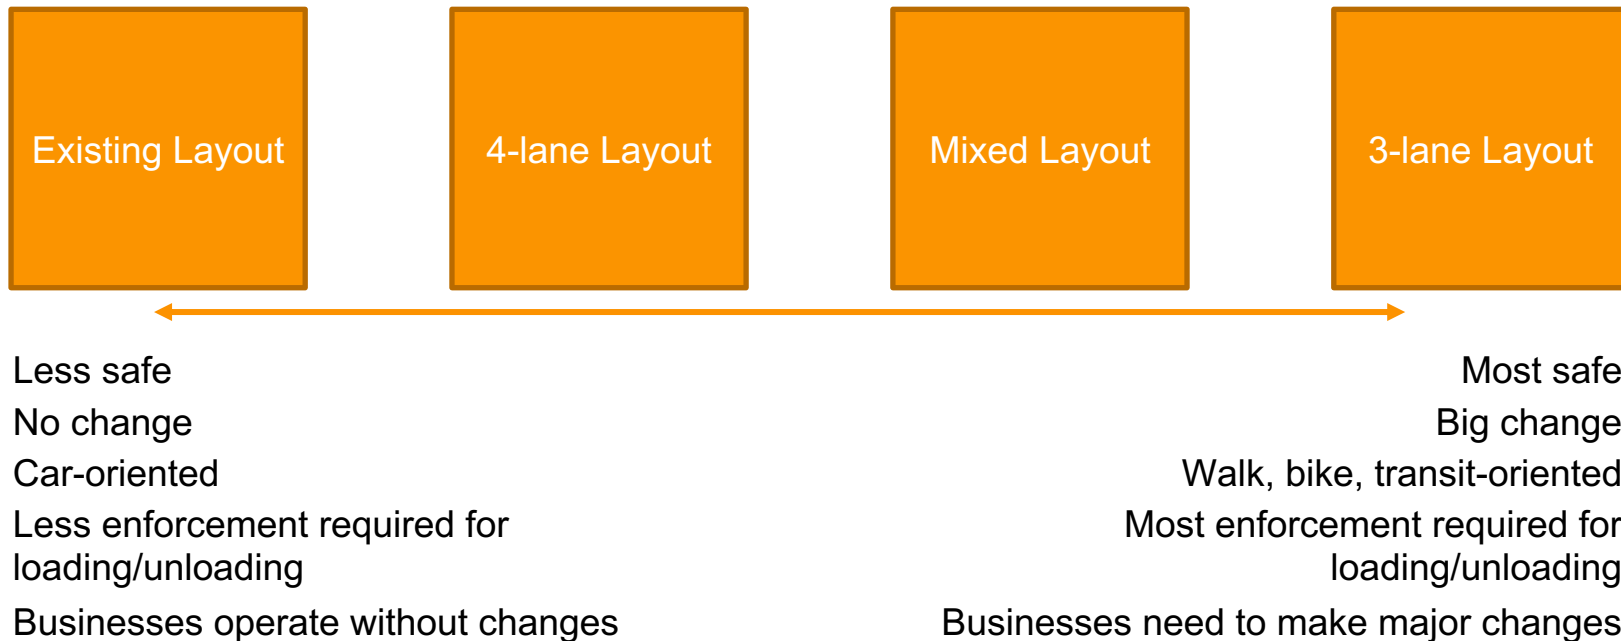 Existing Layout
4-lane Layout
Mixed Layout
3-lane Layout
Less safe
No change
Car-oriented
Less enforcement required for
loading/unloading
Businesses operate without changes
Most safe
Big change
Walk, bike, transit-oriented
Most enforcement required for
loading/unloading
Businesses need to make major changes